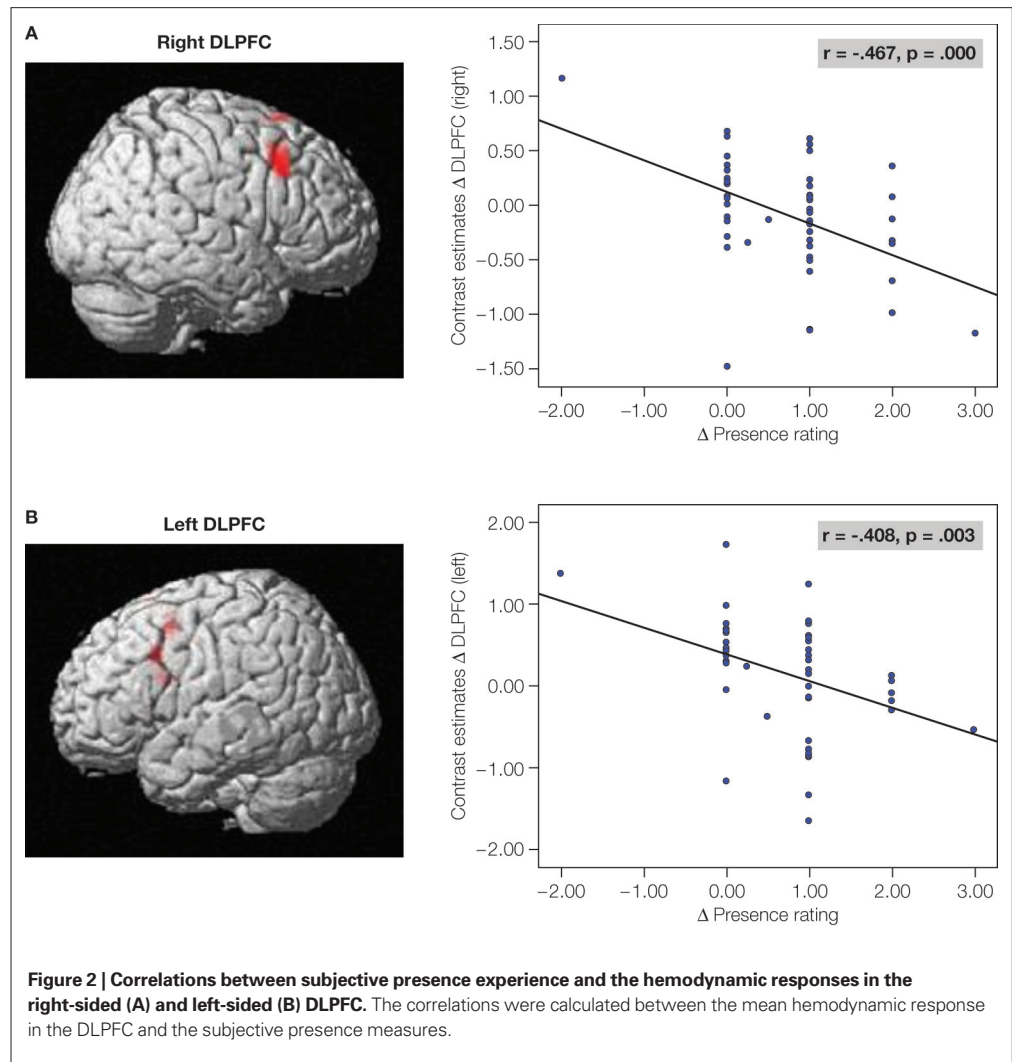 A
Right DLPFC
r = -.467, p = .000
Contrast estimates Δ DLPFC (right)
1.50
1.00
0.50
0.00
−0.50
−1.00
−1.50
−2.00 −1.00 0.00 1.00 2.00 3.00
Δ Presence rating
B
Left DLPFC
r = -.408, p = .003
Contrast estimates Δ DLPFC (left)
2.00
1.00
0.00
−1.00
−2.00
−2.00 −1.00 0.00 1.00 2.00 3.00
Δ Presence rating
Figure 2 | Correlations between subjective presence experience and the hemodynamic responses in the
right-sided (A) and left-sided (B) DLPFC. The correlations were calculated between the mean hemodynamic response
in the DLPFC and the subjective presence measures.